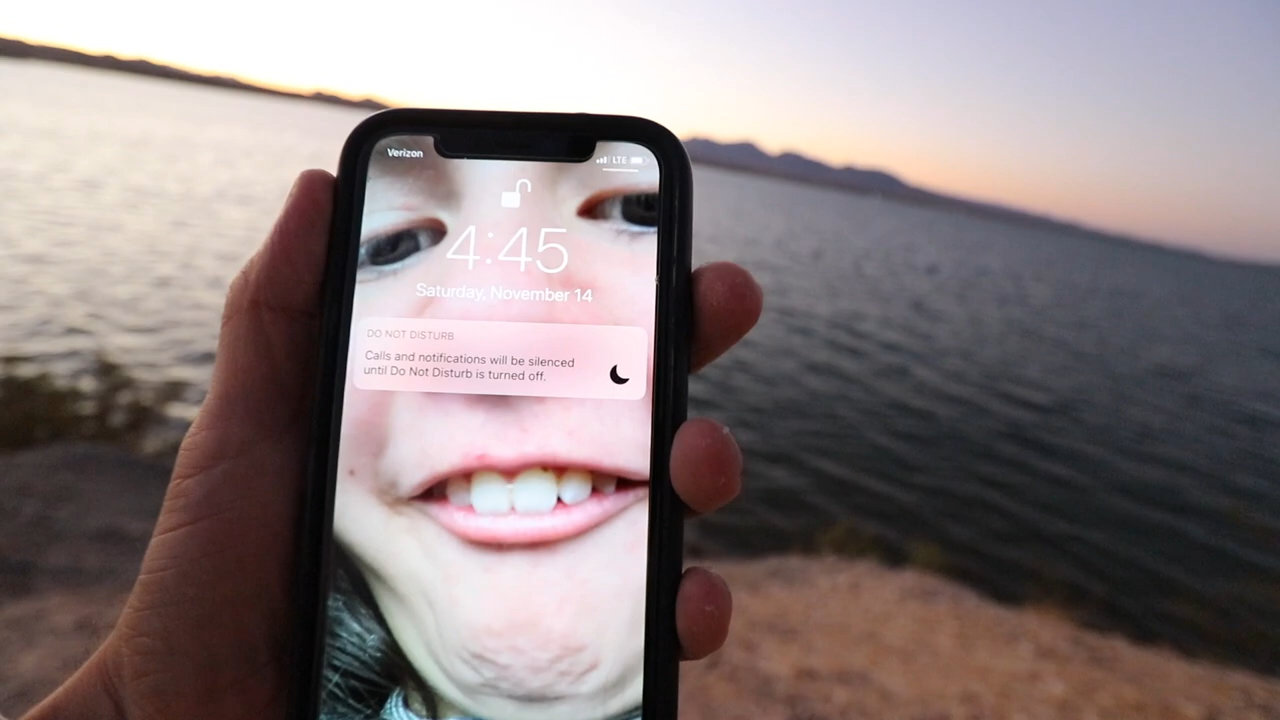 Verizon
LTE
4:45
Saturday, November 14
DO NOT DISTURB
Calls and notifications will be silenced
until Do Not Disturb is turned off.